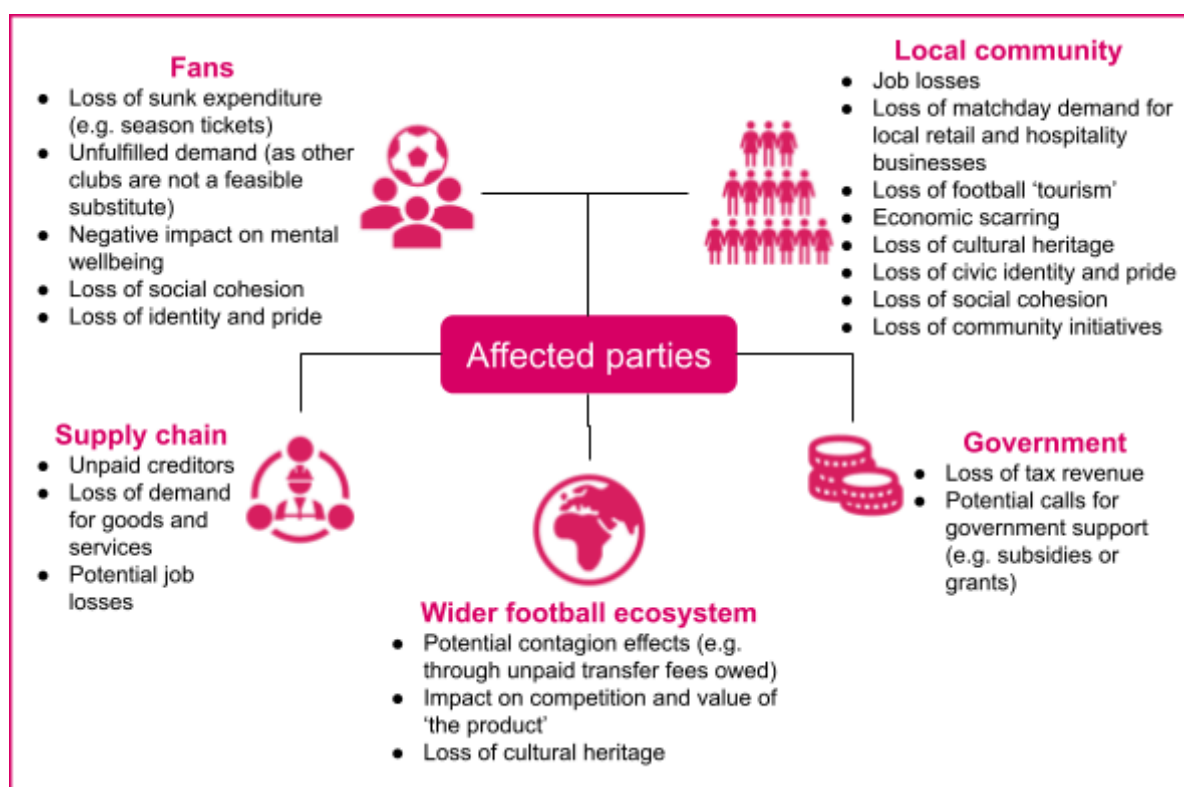 Fans
● Loss of sunk expenditure
(e.g. season tickets)
● Unfulfilled demand (as other
clubs are not a feasible
substitute)
● Negative impact on mental
wellbeing
● Loss of social cohesion
● Loss of identity and pride
Local community
● Job losses
● Loss of matchday demand for
local retail and hospitality
businesses
● Loss of football ‘tourism’
● Economic scarring
● Loss of cultural heritage
● Loss of civic identity and pride
● Loss of social cohesion
● Loss of community initiatives
Affected parties
Supply chain
● Unpaid creditors
● Loss of demand
for goods and
services
● Potential job
losses
Wider football ecosystem
● Potential contagion effects (e.g.
through unpaid transfer fees owed)
● Impact on competition and value of
‘the product’
● Loss of cultural heritage
Government
● Loss of tax revenue
● Potential calls for
government support
(e.g. subsidies or
grants)